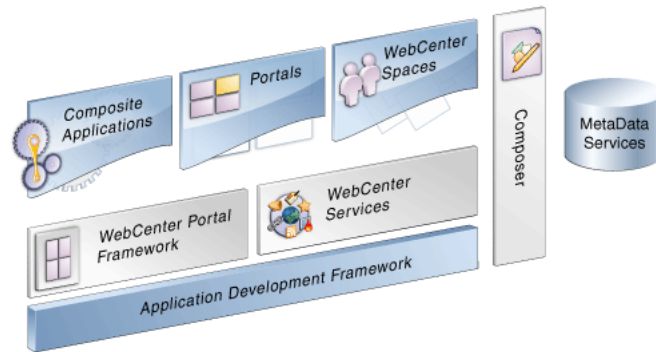 Composite
Applications
Portals
WebCenter
Spaces
Composer
MetaData
Services
WebCenter Portal
Framework
WebCenter
Services
Application Development Framework